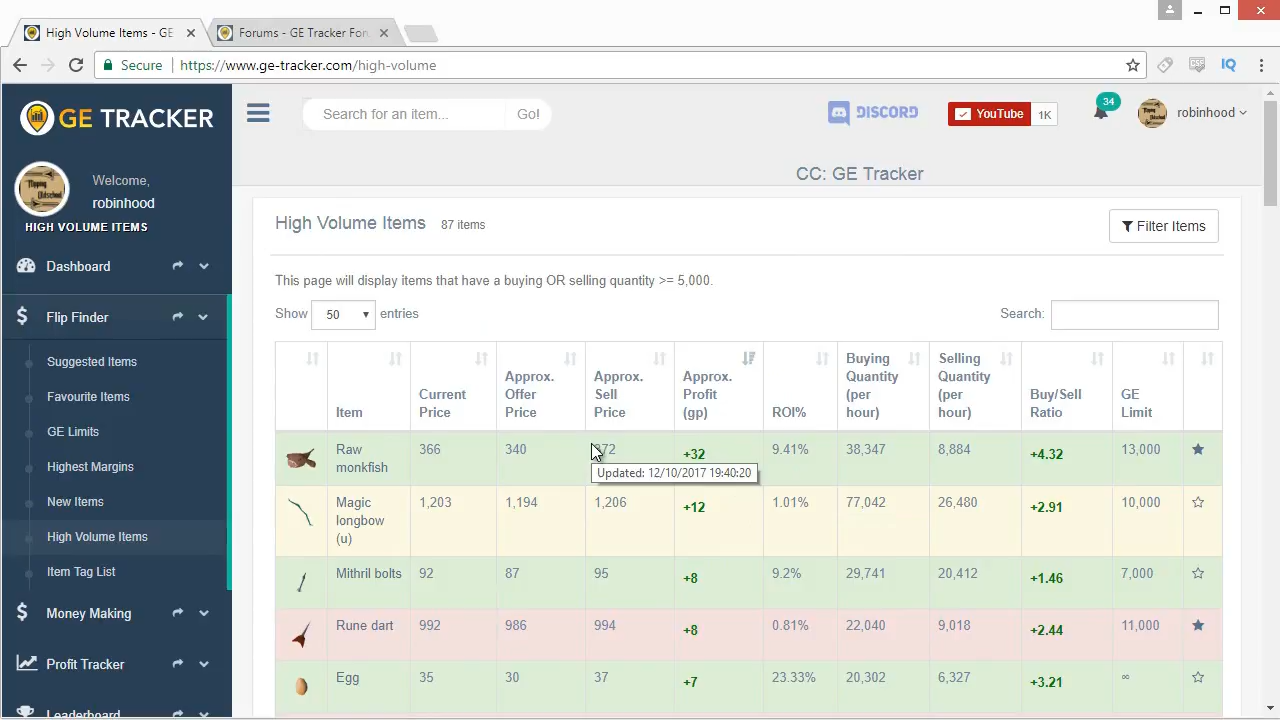 High Volume Items - GE
Forums - GE Tracker For
Secure
https://www.ge-tracker.com/high-volume
IQ
GE TRACKER
Search for an item...
Go!
DISCORD
YouTube
1K
34
robinhood
Welcome,
robinhood
HIGH VOLUME ITEMS
CC: GE Tracker
Dashboard
Flip Finder
Suggested Items
Favourite Items
GE Limits
Highest Margins
New Items
High Volume Items
Item Tag List
Money Making
Profit Tracker
Leaderboard
High Volume Items 87 items
Filter Items
This page will display items that have a buying OR selling quantity >= 5,000.
Show 50 entries
Search:
Item
Current Price
Approx. Offer Price
Approx. Sell Price
Approx. Profit (gp)
ROI%
Buying Quantity (per hour)
Selling Quantity (per hour)
Buy/Sell Ratio
GE Limit
Raw monkfish 366 340 372 +32 9.41% 38,347 8,884 +4.32 13,000
Updated: 12/10/2017 19:40:20
Magic longbow (u) 1,203 1,194 1,206 +12 1.01% 77,042 26,480 +2.91 10,000
Mithril bolts 92 87 95 +8 9.2% 29,741 20,412 +1.46 7,000
Rune dart 992 986 994 +8 0.81% 22,040 9,018 +2.44 11,000
Egg 35 30 37 +7 23.33% 20,302 6,327 +3.21 ∞